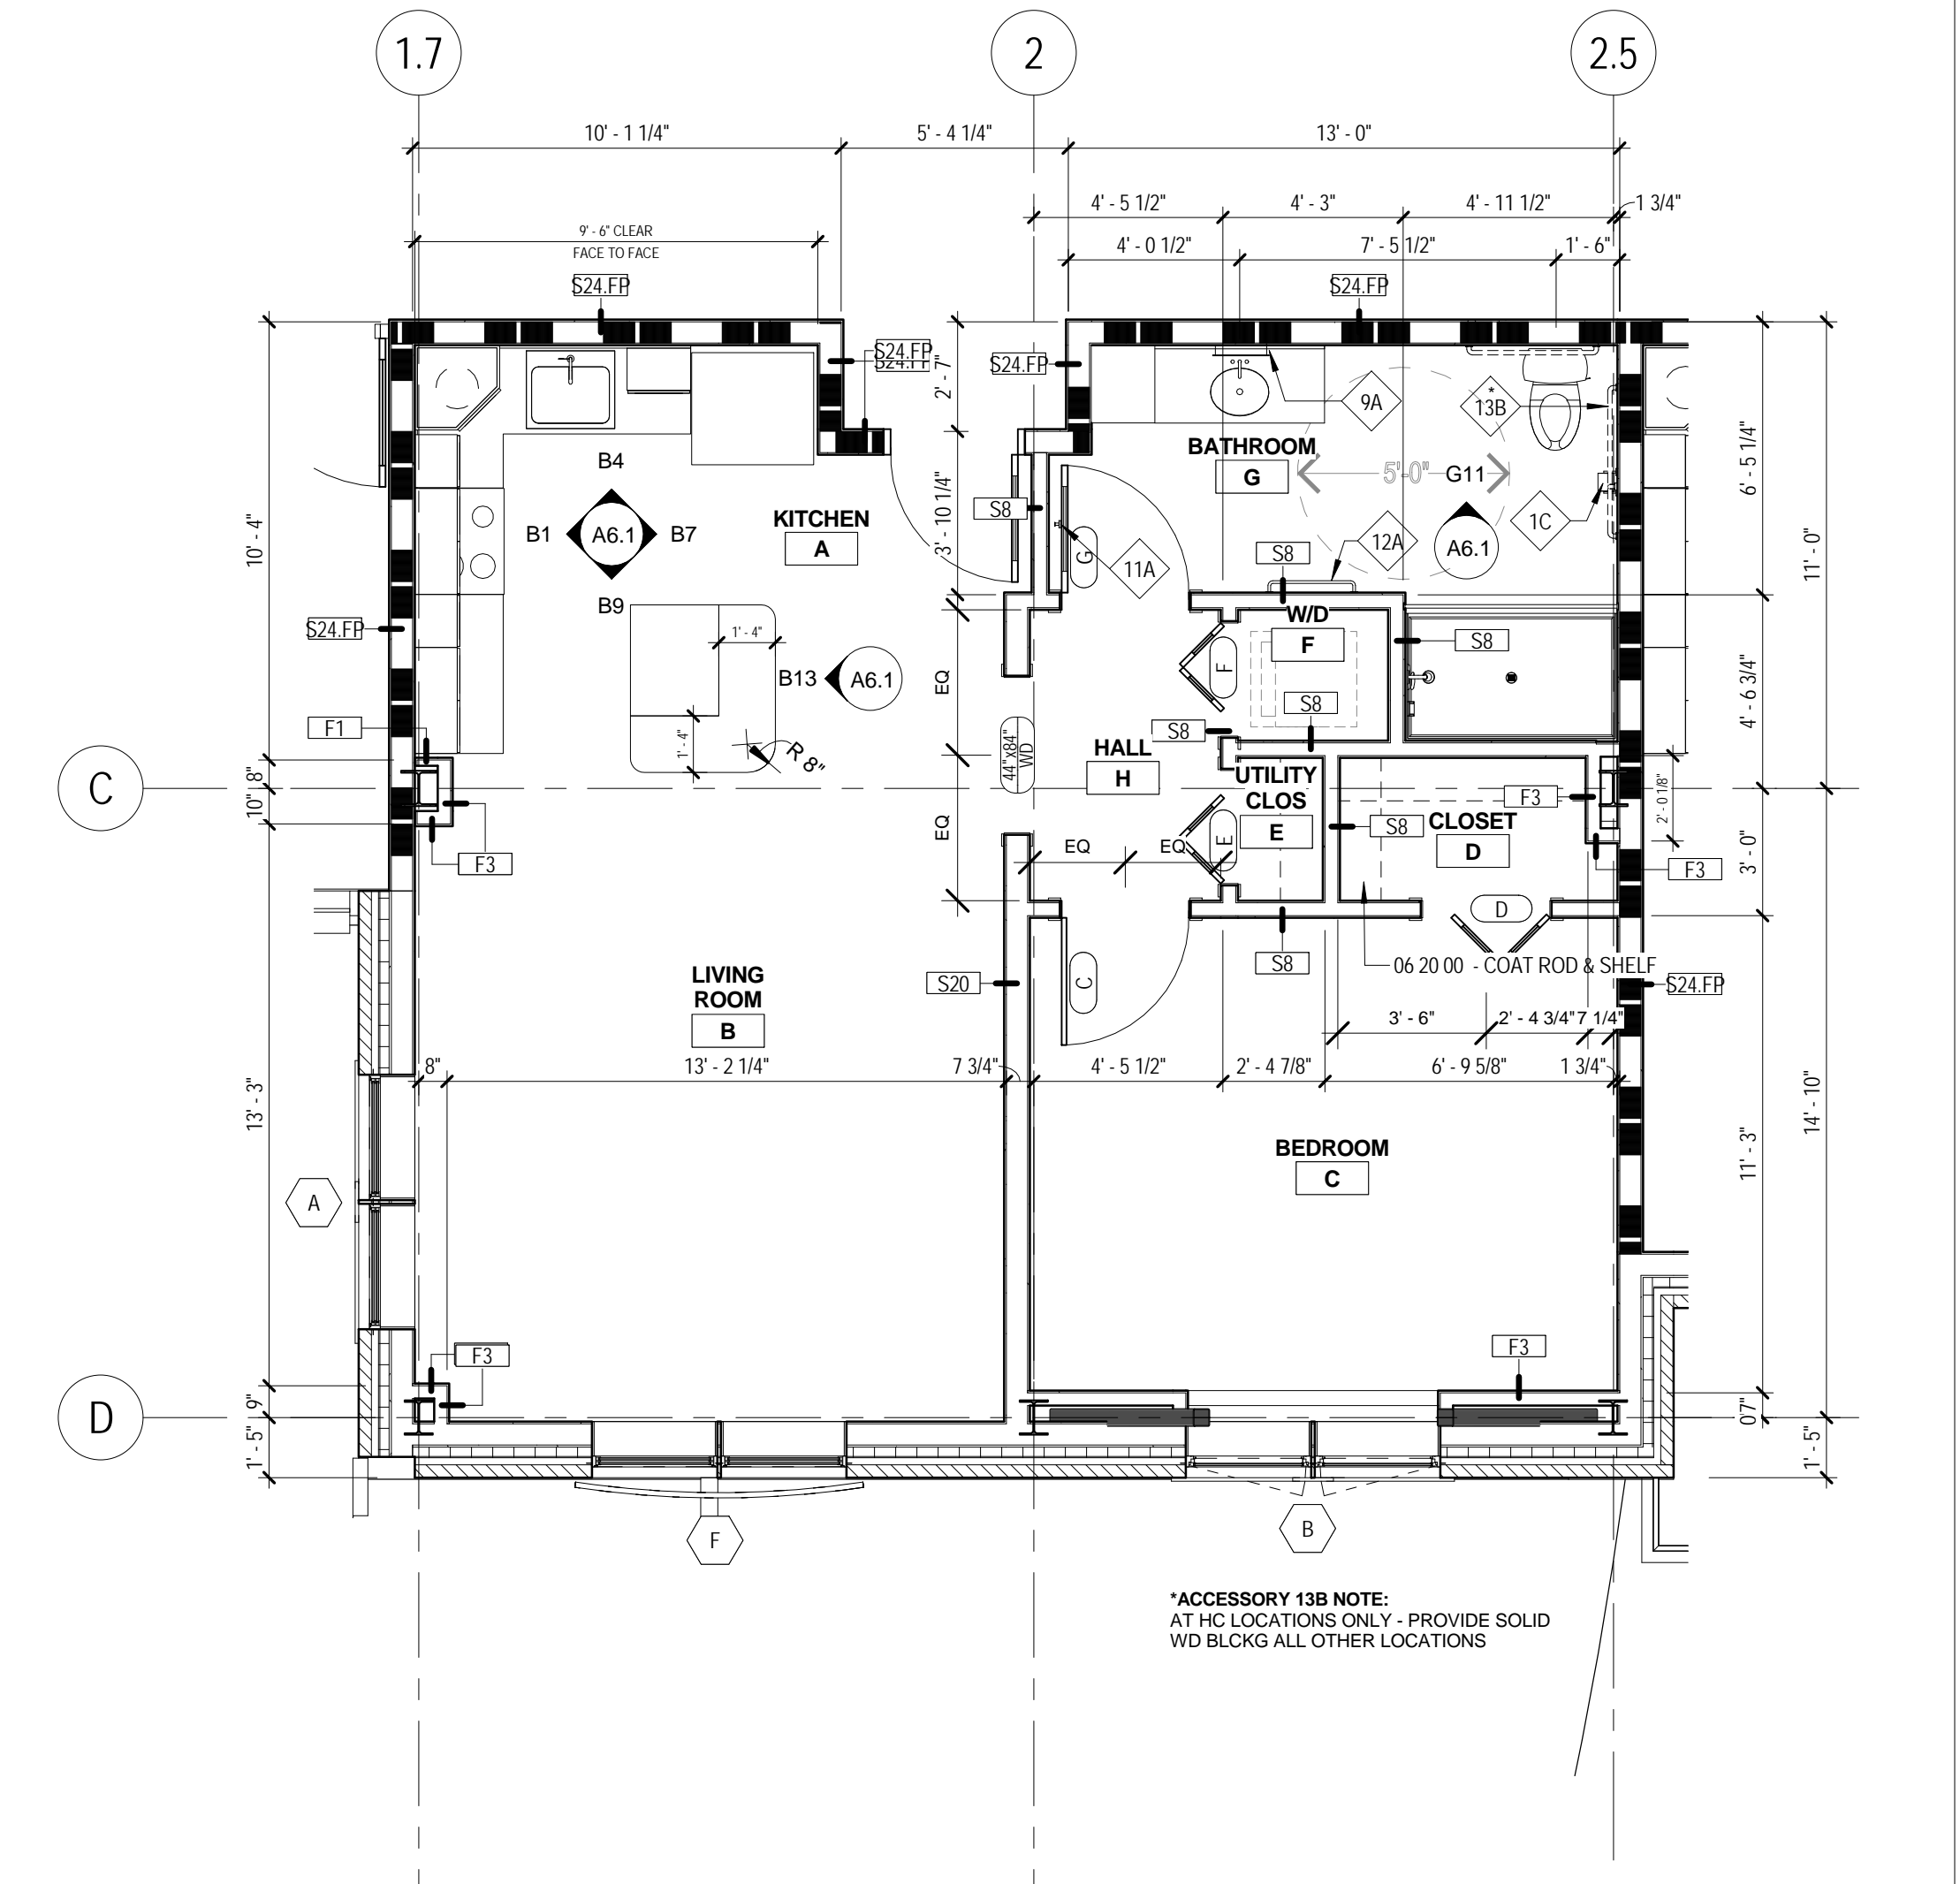 1.7
2
2.5
10' - 1 1/4"
5' - 4 1/4"
13' - 0"
4' - 5 1/2"
4' - 3"
4' - 11 1/2"
1 3/4"
9' - 6" CLEAR
FACE TO FACE
4' - 0 1/2"
7' - 5 1/2"
1' - 6"
S24.FP
S24.FP
S24.FP
S24.FP
S24.FP
2' - 7"
9A
*
13B
BATHROOM
G
5'-0"
G11
6' - 5 1/4"
B4
B1
A6.1
B7
B9
KITCHEN
A
S8
3' - 10 1/4"
G
11A
S8
12A
A6.1
1C
10' - 4"
11' - 0"
S24.FP
1' - 4"
W/D
F
F
S8
B13
A6.1
EQ
4' - 6 3/4"
S8
S8
F1
1' - 4"
R 8"
44"x84"
WD
HALL
H
UTILITY
CLOS
E
C
10 1/8"
F3
2' - 0 1/8"
S8
CLOSET
D
F3
EQ
EQ
EQ
E
F3
3' - 0"
D
S8
06 20 00 - COAT ROD & SHELF
LIVING
ROOM
B
S20
C
S24.FP
3' - 6"
2' - 4 3/4"
7 1/4"
8"
13' - 2 1/4"
7 3/4"
4' - 5 1/2"
2' - 4 7/8"
6' - 9 5/8"
1 3/4"
13' - 3"
14' - 10"
BEDROOM
C
11' - 3"
A
F3
F3
D
9"
0'7"
1' - 5"
1' - 5"
F
B
*ACCESSORY 13B NOTE:
AT HC LOCATIONS ONLY - PROVIDE SOLID
WD BLCKG ALL OTHER LOCATIONS